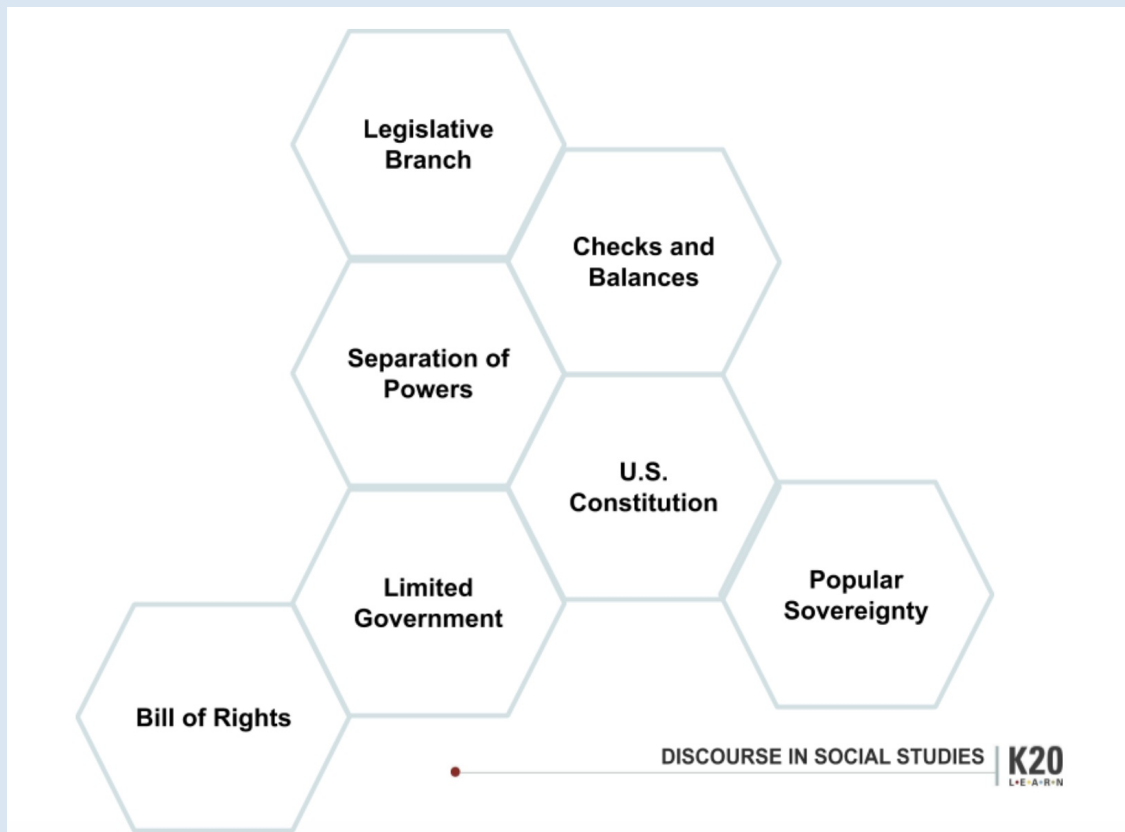 Legislative
Branch
Checks and
Balances
Separation of
Powers
U.S.
Constitution
Limited
Government
Popular
Sovereignty
Bill of Rights
DISCOURSE IN SOCIAL STUDIES
K20
L•E•A•R•N